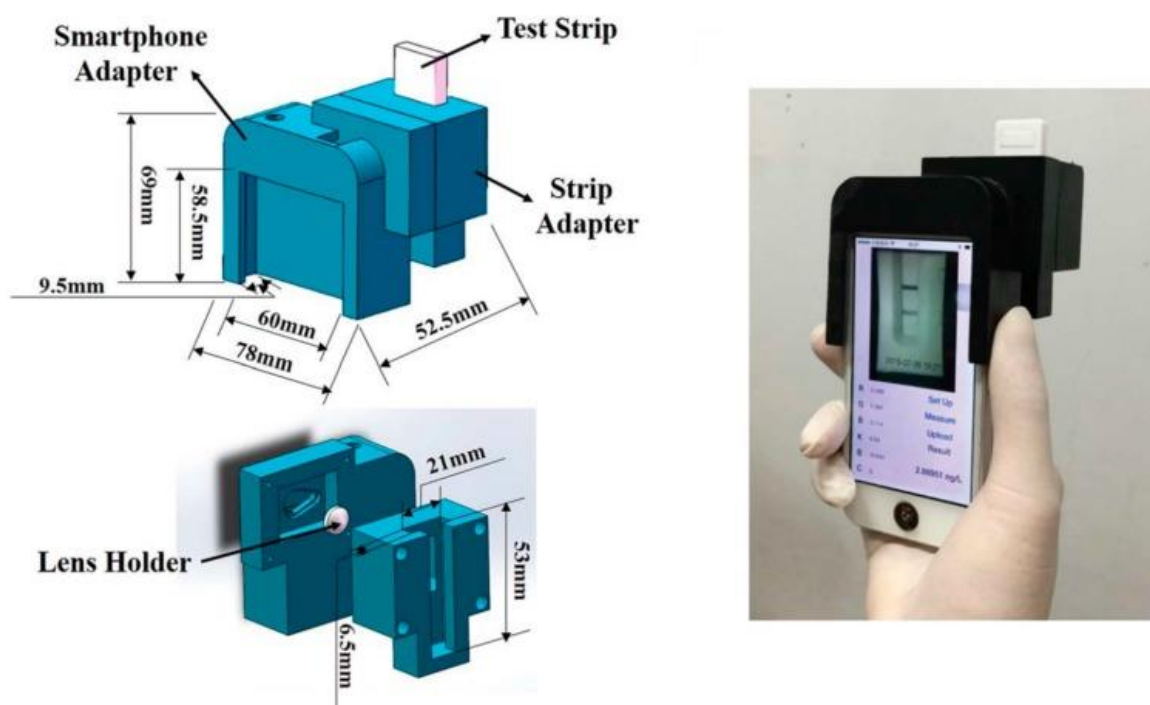 Smartphone
Adapter
Test Strip
Strip
Adapter
69mm
58.5mm
9.5mm
60mm
78mm
52.5mm
21mm
Lens Holder
53mm
6.5mm
Set Up
Measure
Upload
Result
R
G
B
K
B
C
ng/L